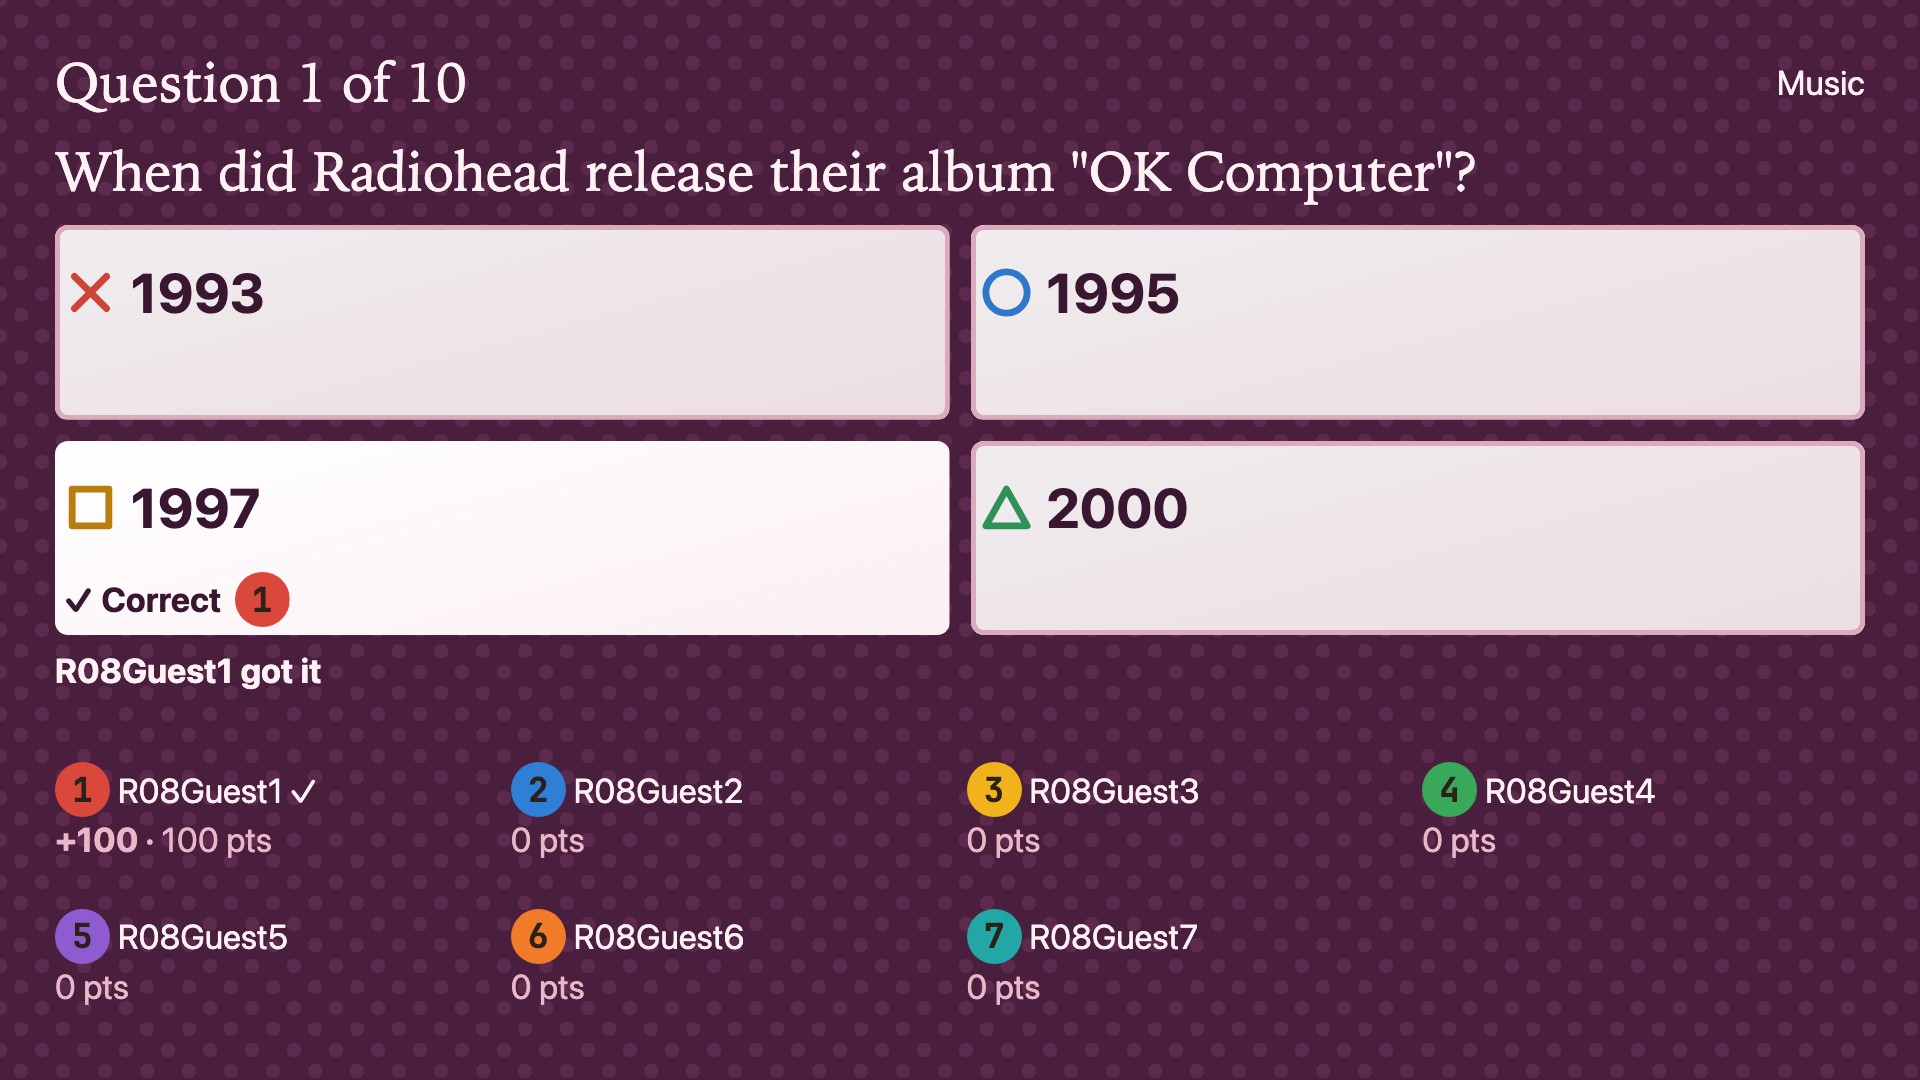 Question 1 of 10
Music
When did Radiohead release their album "OK Computer"?
1993
1995
1997
✓ Correct 1
2000
R08Guest1 got it
1 R08Guest1 ✓
+100 · 100 pts
2 R08Guest2
0 pts
3 R08Guest3
0 pts
4 R08Guest4
0 pts
5 R08Guest5
0 pts
6 R08Guest6
0 pts
7 R08Guest7
0 pts